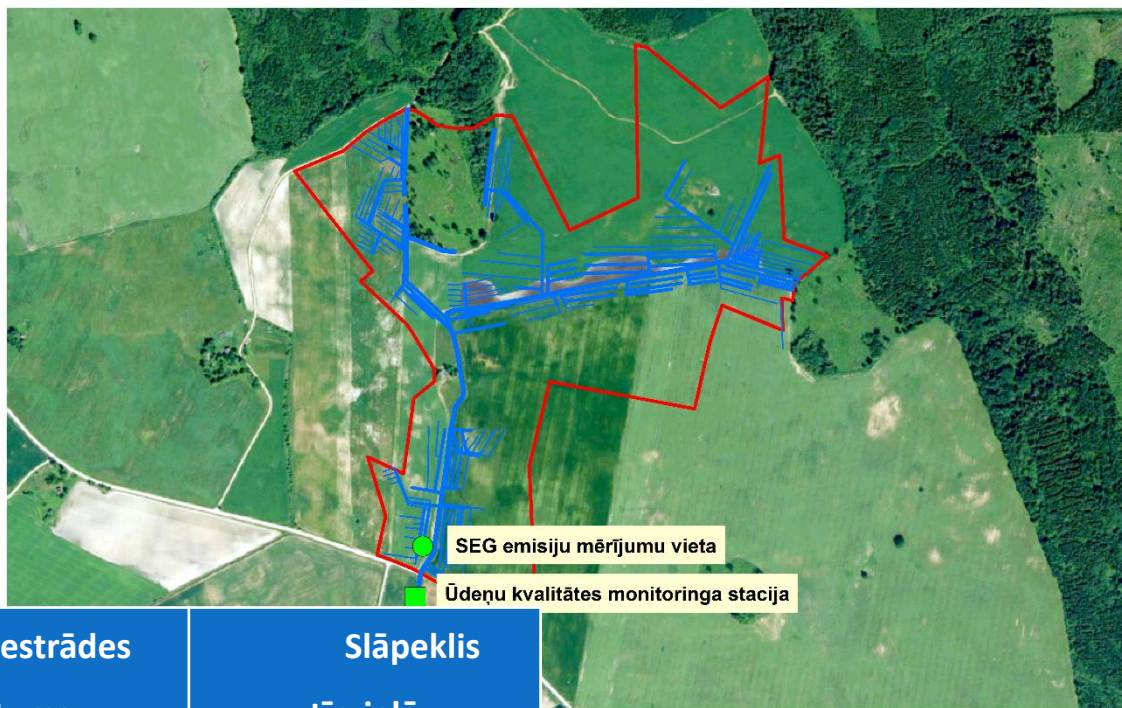 SEG emisiju mērījumu vieta
Ūdeņu kvalitātes monitoringa stacija
estrādes
Slāpeklis